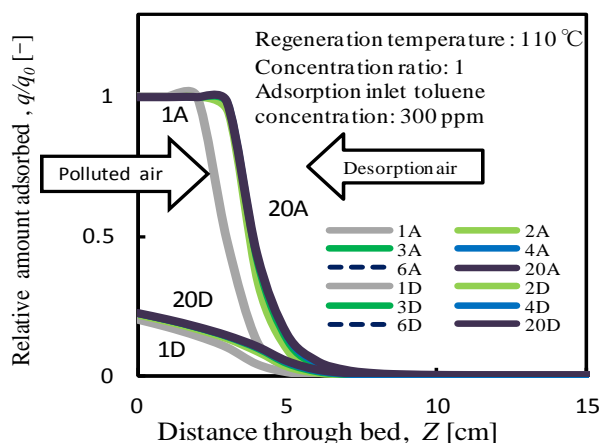 Regeneration temperature : 110 ℃
Concentration ratio: 1
Adsorption inlet toluene
concentration: 300 ppm
Relative amount adsorbed , q/q0 [−]
1
0.5
0
1A
Polluted air
Desorption air
20A
20D
1D
1A 2A
3A 4A
6A 20A
1D 2D
3D 4D
6D 20D
0 5 10 15
Distance through bed, Z [cm]